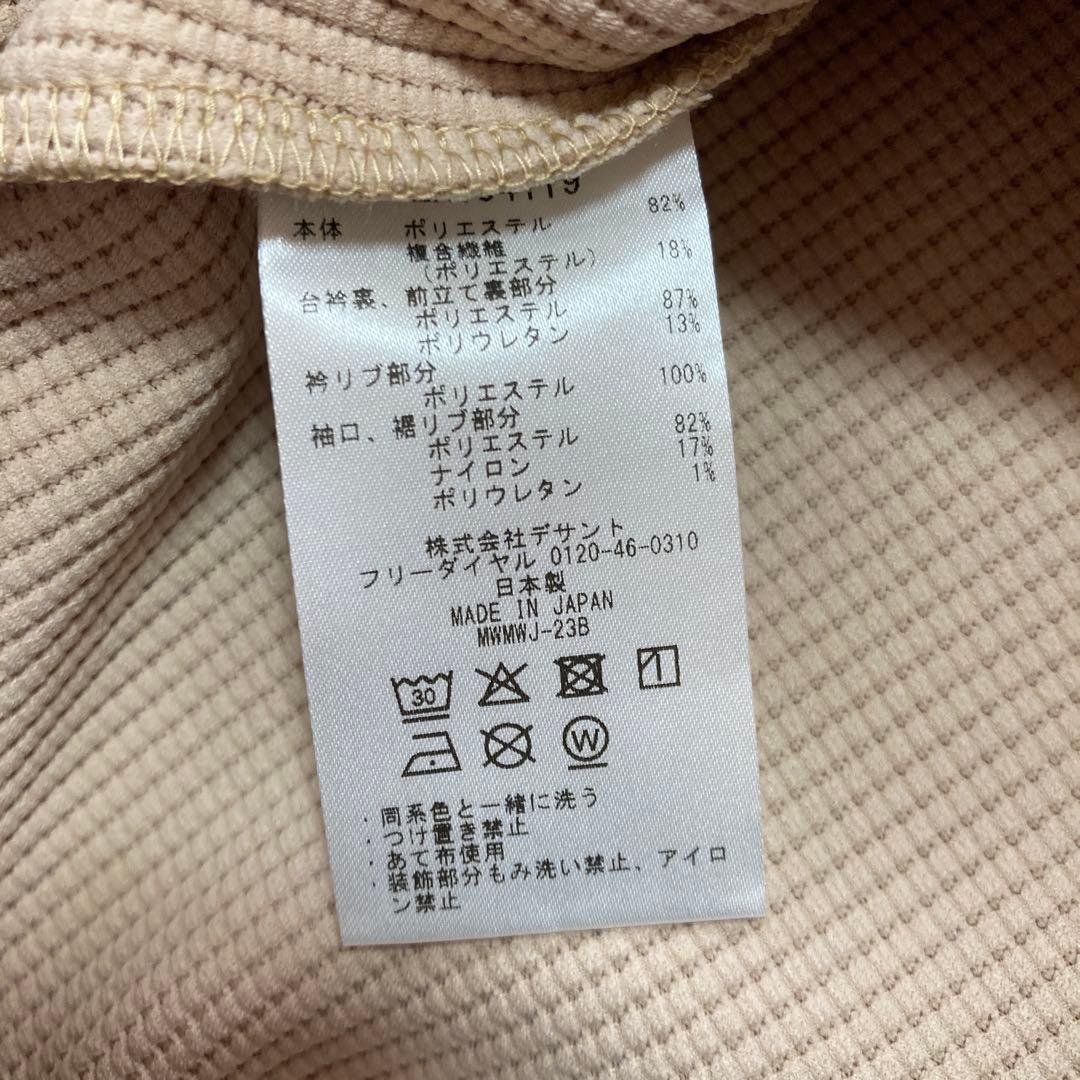 本体 ポリエステル 82%
複合繊維
(ポリエステル) 18%
台衿裏、前立て裏部分
ポリエステル 87%
ポリウレタン 13%
衿リブ部分
ポリエステル 100%
袖口、裾リブ部分
ポリエステル 82%
ナイロン 17%
ポリウレタン 1%
株式会社デサント
フリーダイヤル 0120-46-0310
日本製
MADE IN JAPAN
MWMWJ-23B
30
W
．同系色と一緒に洗う
．つけ置き禁止
．あて布使用
．装飾部分もみ洗い禁止、アイロ
ン禁止